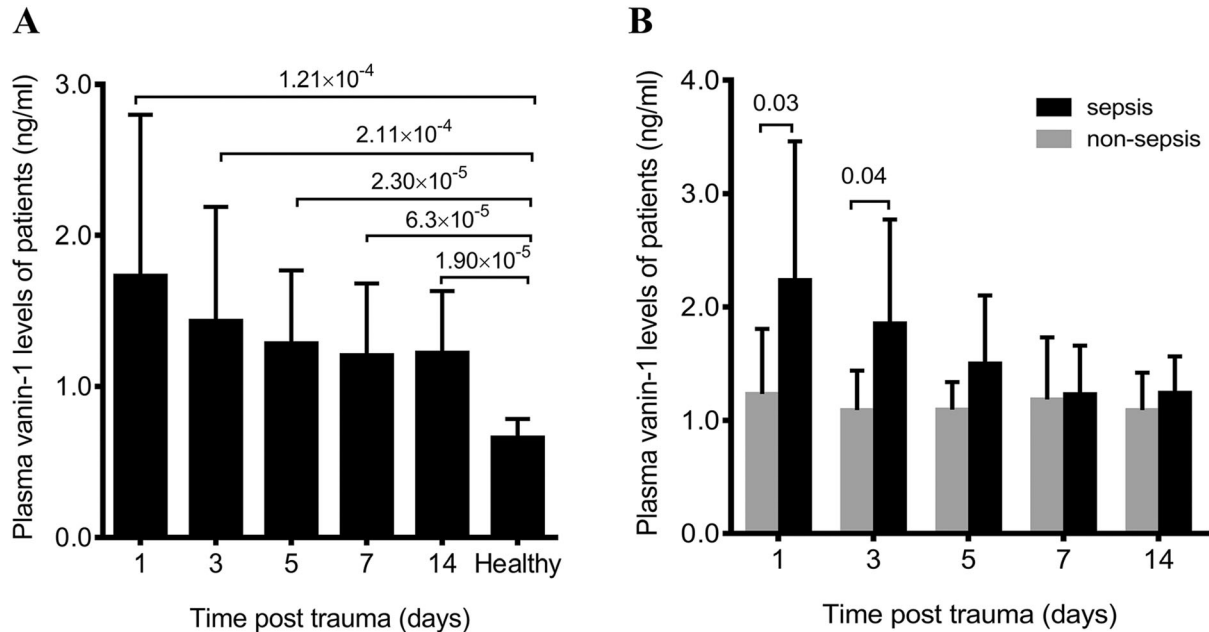 A
Plasma vanin-1 levels of patients (ng/ml)
3.0
2.0
1.0
0.0
1.21×10⁻⁴
2.11×10⁻⁴
2.30×10⁻⁵
6.3×10⁻⁵
1.90×10⁻⁵
1 3 5 7 14 Healthy
Time post trauma (days)
B
Plasma vanin-1 levels of patients (ng/ml)
4.0
3.0
2.0
1.0
0.0
0.03
0.04
sepsis
non-sepsis
1 3 5 7 14
Time post trauma (days)